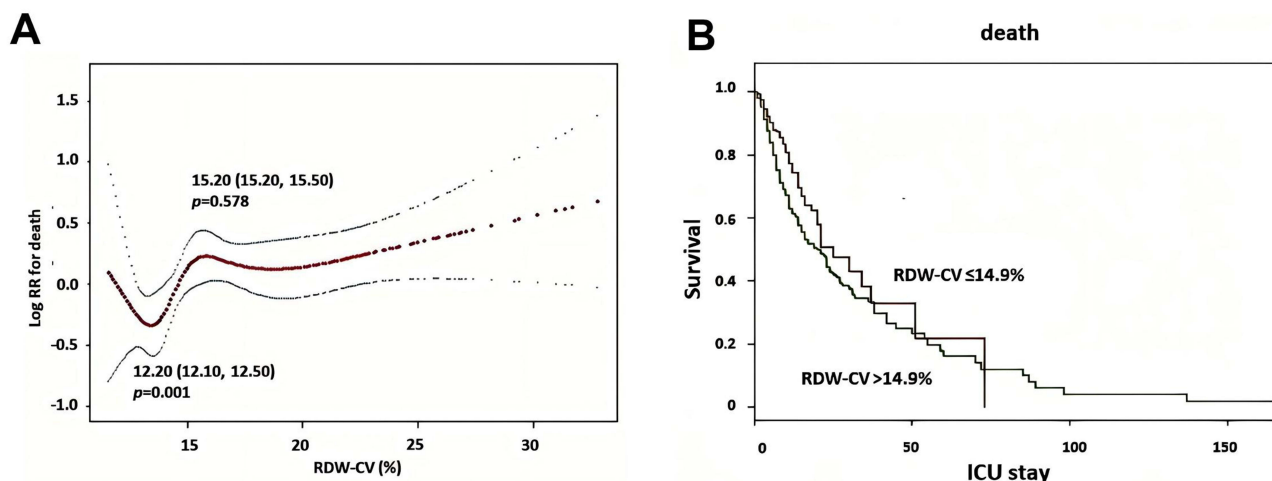 A
Log RR for death
1.5
1.0
0.5
0.0
-0.5
-1.0
15.20 (15.20, 15.50)
p=0.578
12.20 (12.10, 12.50)
p=0.001
15
20
25
30
RDW-CV (%)
B
death
Survival
1.0
0.8
0.6
0.4
0.2
0
RDW-CV ≤14.9%
RDW-CV >14.9%
0
50
100
150
ICU stay